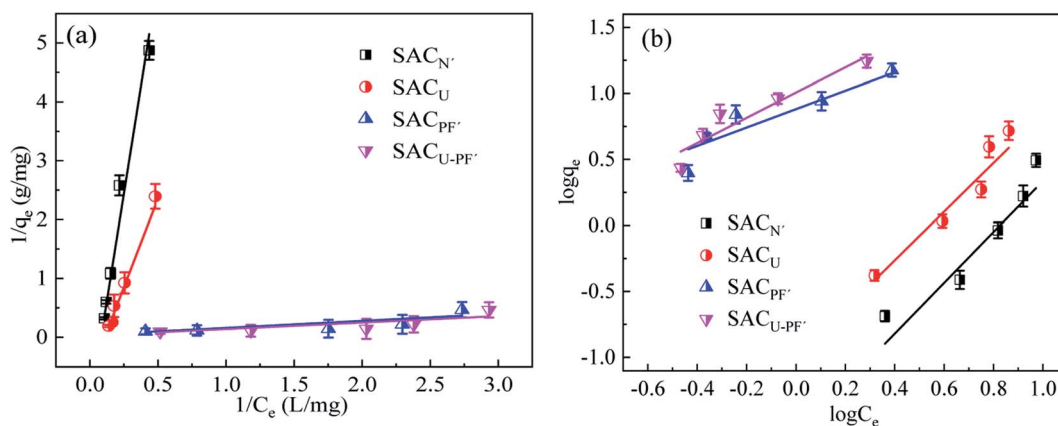 (a)
SAC_N′
SAC_U
SAC_PF′
SAC_U-PF′
1/q_e (g/mg)
5
4
3
2
1
0
0.0 0.5 1.0 1.5 2.0 2.5 3.0
1/C_e (L/mg)
(b)
SAC_N′
SAC_U
SAC_PF′
SAC_U-PF′
logq_e
1.5
1.0
0.5
0.0
-0.5
-1.0
-0.6 -0.4 -0.2 0.0 0.2 0.4 0.6 0.8 1.0
logC_e